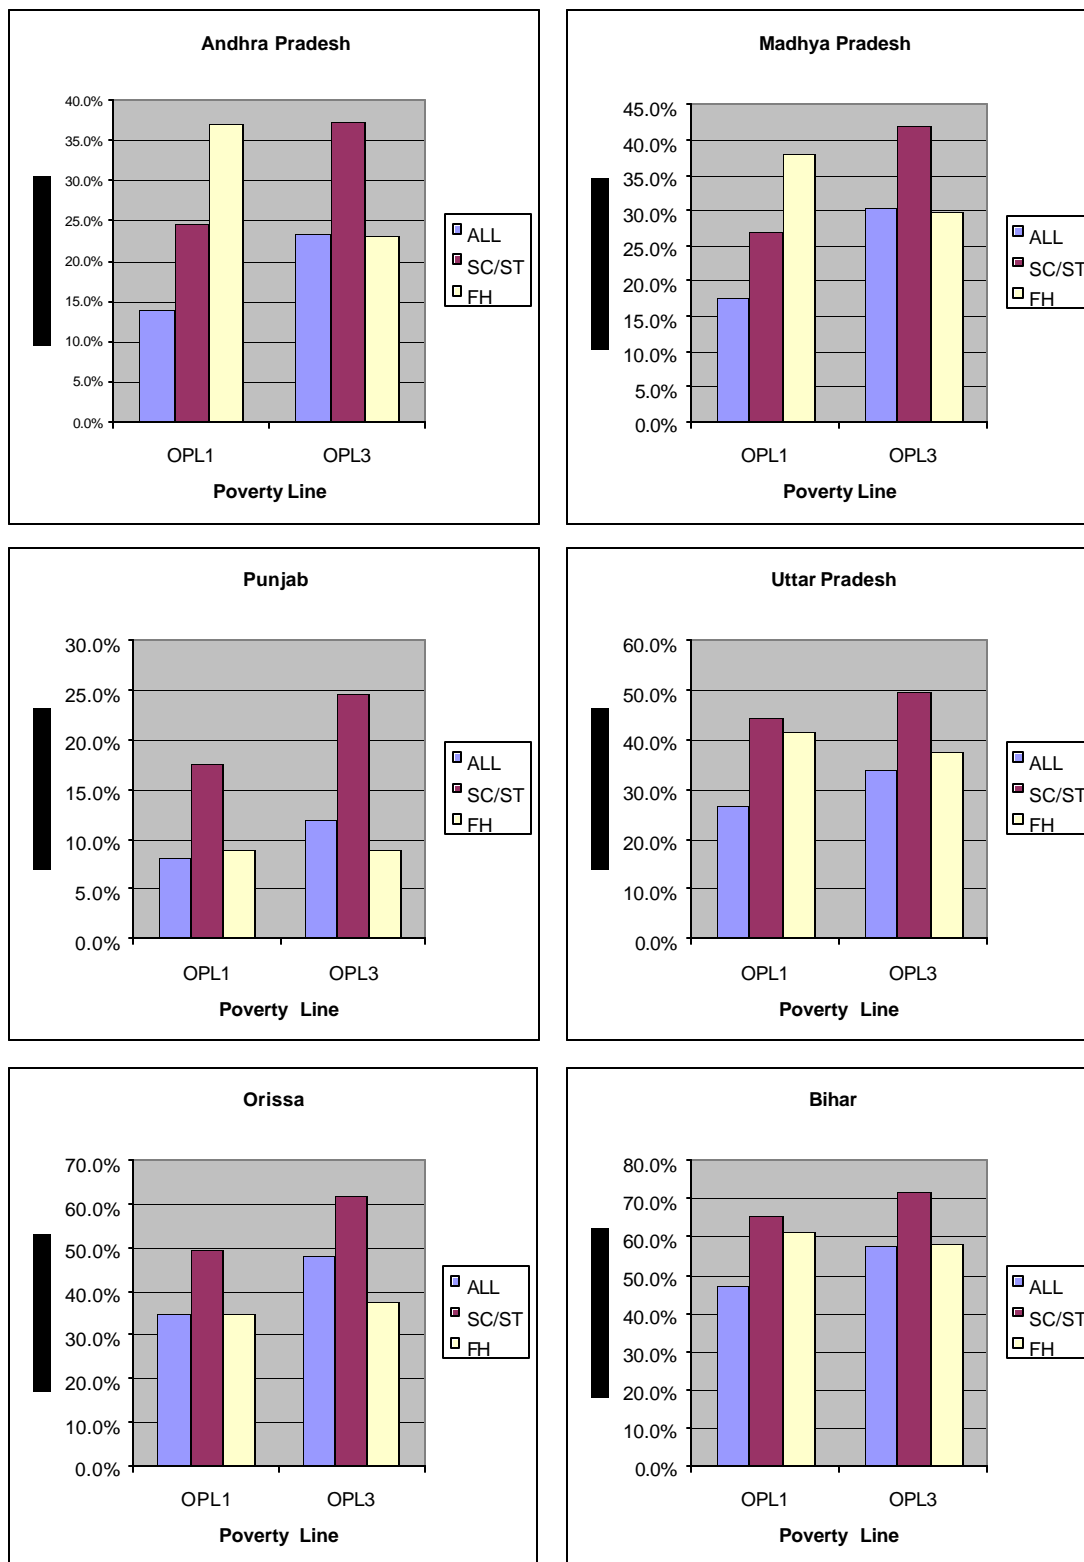 Andhra Pradesh
40.0%
35.0%
30.0%
25.0%
20.0%
15.0%
10.0%
5.0%
0.0%
OPL1 OPL3
Poverty Line
ALL
SC/ST
FH
Madhya Pradesh
45.0%
40.0%
35.0%
30.0%
25.0%
20.0%
15.0%
10.0%
5.0%
0.0%
OPL1 OPL3
Poverty Line
ALL
SC/ST
FH
Punjab
30.0%
25.0%
20.0%
15.0%
10.0%
5.0%
0.0%
OPL1 OPL3
Poverty Line
ALL
SC/ST
FH
Uttar Pradesh
60.0%
50.0%
40.0%
30.0%
20.0%
10.0%
0.0%
OPL1 OPL3
Poverty Line
ALL
SC/ST
FH
Orissa
70.0%
60.0%
50.0%
40.0%
30.0%
20.0%
10.0%
0.0%
OPL1 OPL3
Poverty Line
ALL
SC/ST
FH
Bihar
80.0%
70.0%
60.0%
50.0%
40.0%
30.0%
20.0%
10.0%
0.0%
OPL1 OPL3
Poverty Line
ALL
SC/ST
FH